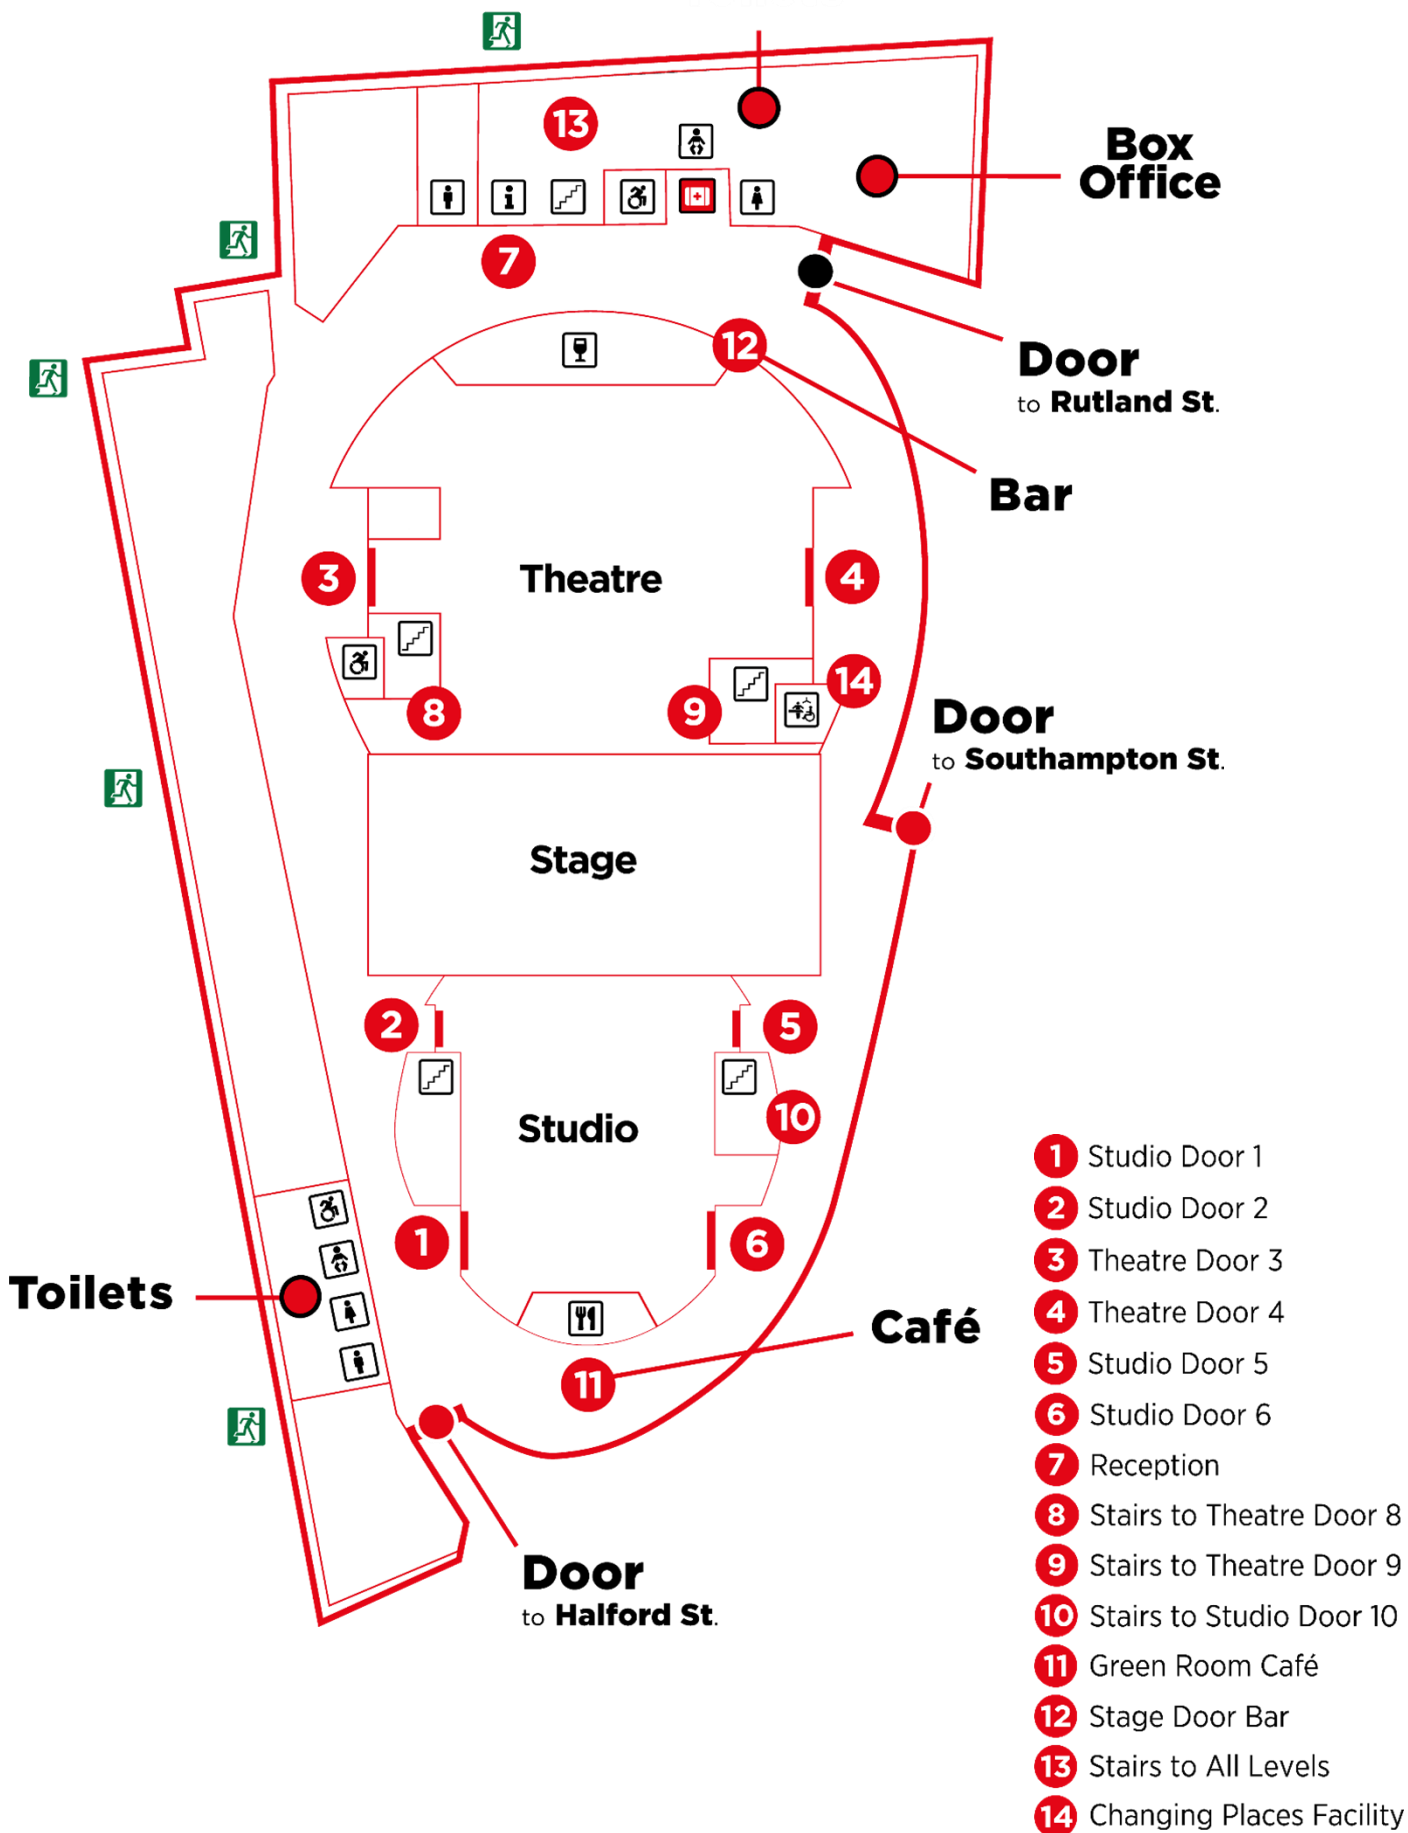 13
Box
Office
7
12
Door
to Rutland St.
Bar
3
Theatre
4
8
9
14
Door
to Southampton St.
Stage
2
5
Studio
10
1
6
Toilets
Café
11
Door
to Halford St.
1 Studio Door 1
2 Studio Door 2
3 Theatre Door 3
4 Theatre Door 4
5 Studio Door 5
6 Studio Door 6
7 Reception
8 Stairs to Theatre Door 8
9 Stairs to Theatre Door 9
10 Stairs to Studio Door 10
11 Green Room Café
12 Stage Door Bar
13 Stairs to All Levels
14 Changing Places Facility